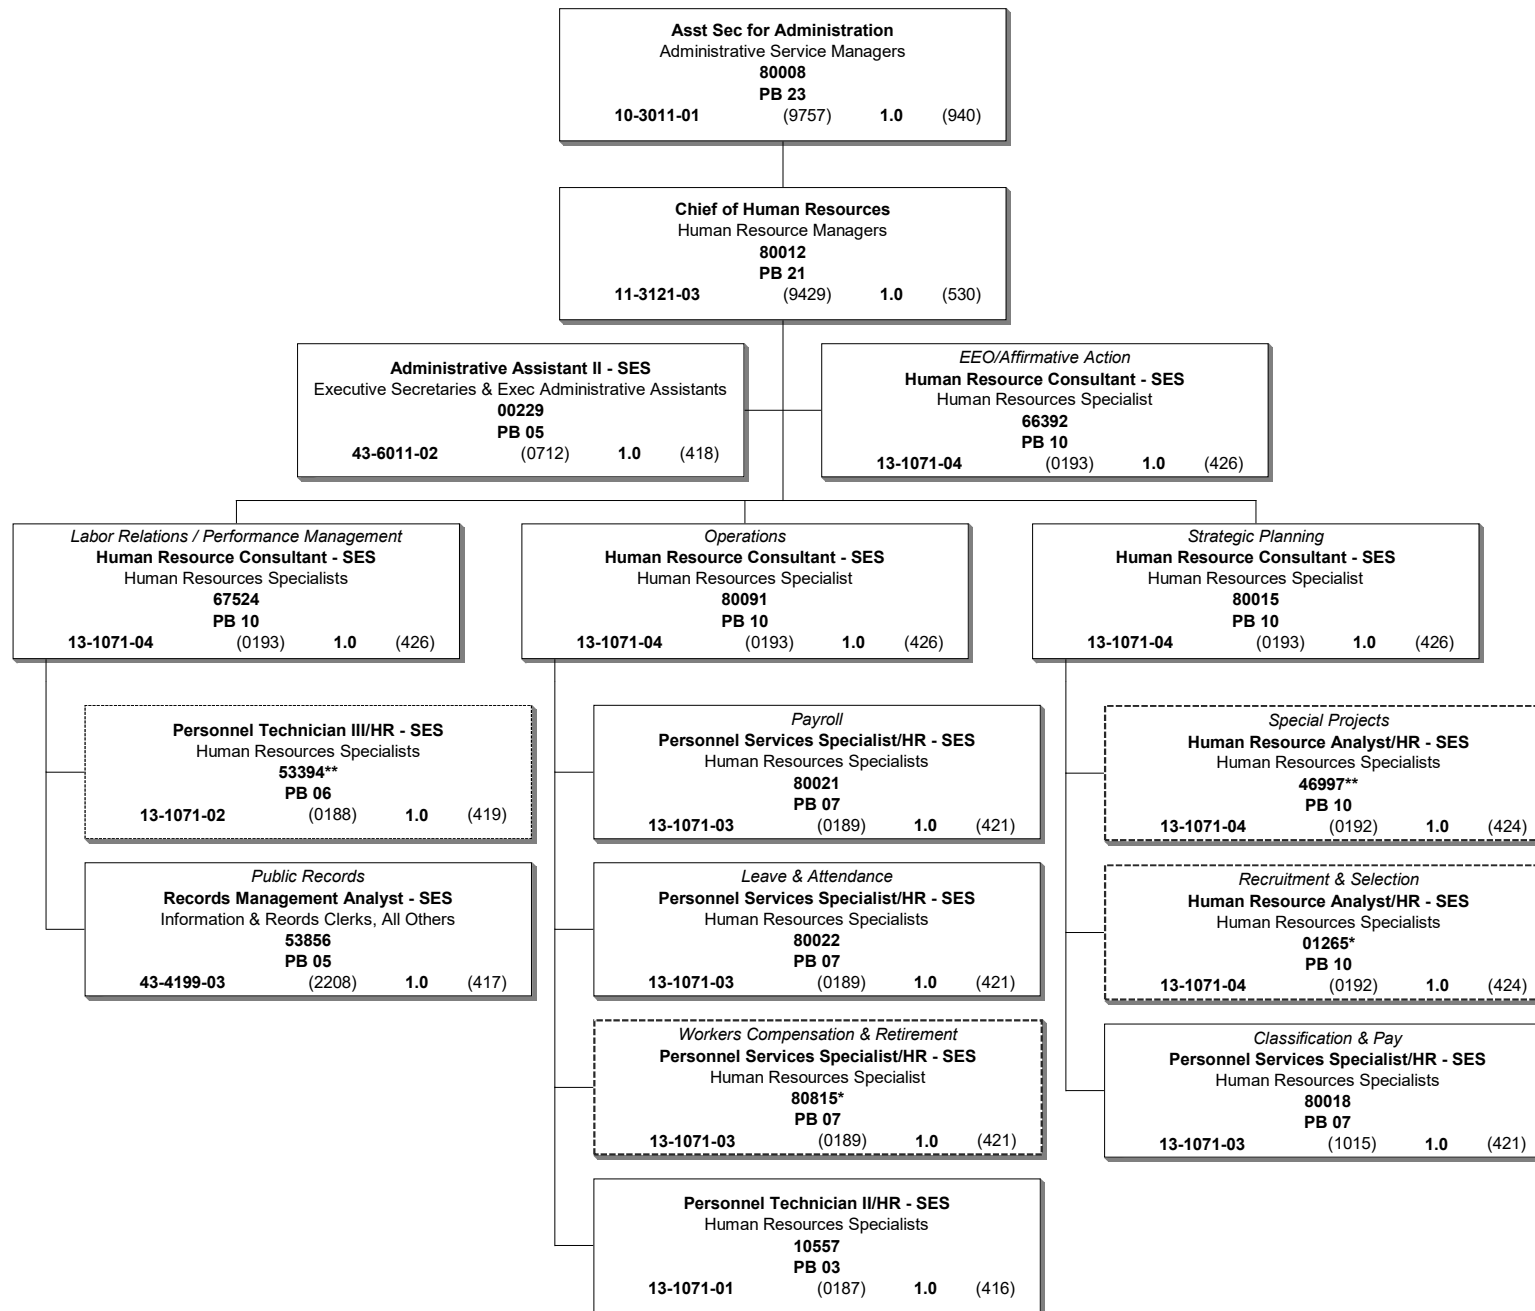 Asst Sec for Administration
Administrative Service Managers
80008
PB 23
10-3011-01 (9757) 1.0 (940)
Chief of Human Resources
Human Resource Managers
80012
PB 21
11-3121-03 (9429) 1.0 (530)
Administrative Assistant II - SES
Executive Secretaries & Exec Administrative Assistants
00229
PB 05
43-6011-02 (0712) 1.0 (418)
EEO/Affirmative Action
Human Resource Consultant - SES
Human Resources Specialist
66392
PB 10
13-1071-04 (0193) 1.0 (426)
Labor Relations / Performance Management
Human Resource Consultant - SES
Human Resources Specialists
67524
PB 10
13-1071-04 (0193) 1.0 (426)
Operations
Human Resource Consultant - SES
Human Resources Specialist
80091
PB 10
13-1071-04 (0193) 1.0 (426)
Strategic Planning
Human Resource Consultant - SES
Human Resources Specialist
80015
PB 10
13-1071-04 (0193) 1.0 (426)
Personnel Technician III/HR - SES
Human Resources Specialists
53394**
PB 06
13-1071-02 (0188) 1.0 (419)
Public Records
Records Management Analyst - SES
Information & Reords Clerks, All Others
53856
PB 05
43-4199-03 (2208) 1.0 (417)
Payroll
Personnel Services Specialist/HR - SES
Human Resources Specialists
80021
PB 07
13-1071-03 (0189) 1.0 (421)
Leave & Attendance
Personnel Services Specialist/HR - SES
Human Resources Specialists
80022
PB 07
13-1071-03 (0189) 1.0 (421)
Workers Compensation & Retirement
Personnel Services Specialist/HR - SES
Human Resources Specialist
80815*
PB 07
13-1071-03 (0189) 1.0 (421)
Personnel Technician II/HR - SES
Human Resources Specialists
10557
PB 03
13-1071-01 (0187) 1.0 (416)
Special Projects
Human Resource Analyst/HR - SES
Human Resources Specialists
46997**
PB 10
13-1071-04 (0192) 1.0 (424)
Recruitment & Selection
Human Resource Analyst/HR - SES
Human Resources Specialists
01265*
PB 10
13-1071-04 (0192) 1.0 (424)
Classification & Pay
Personnel Services Specialist/HR - SES
Human Resources Specialists
80018
PB 07
13-1071-03 (1015) 1.0 (421)